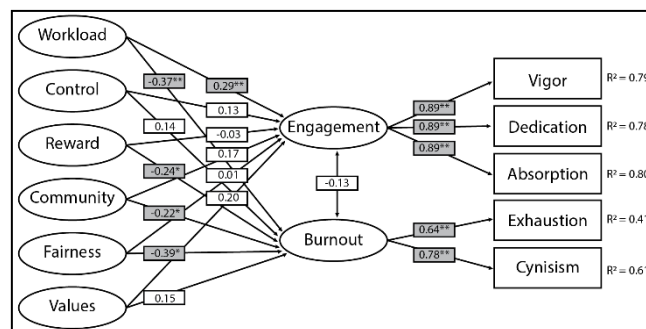 Workload
Control
Reward
Community
Fairness
Values
-0.37**
0.14
-0.24*
-0.22*
-0.39*
0.15
0.29**
0.13
-0.03
0.17
0.01
0.20
Engagement
-0.13
Burnout
0.89**
0.89**
0.89**
0.64**
0.78**
Vigor
R² = 0.79
Dedication
R² = 0.78
Absorption
R² = 0.80
Exhaustion
R² = 0.41
Cynisism
R² = 0.61